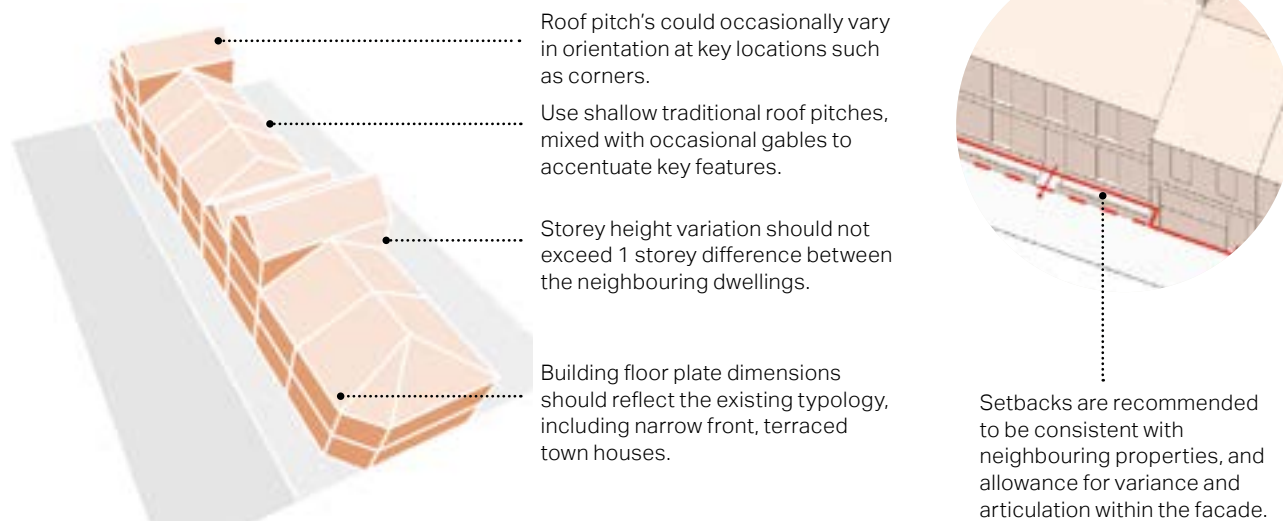 Roof pitch's could occasionally vary
in orientation at key locations such
as corners.
Use shallow traditional roof pitches,
mixed with occasional gables to
accentuate key features.
Storey height variation should not
exceed 1 storey difference between
the neighbouring dwellings.
Building floor plate dimensions
should reflect the existing typology,
including narrow front, terraced
town houses.
Setbacks are recommended
to be consistent with
neighbouring properties, and
allowance for variance and
articulation within the facade.